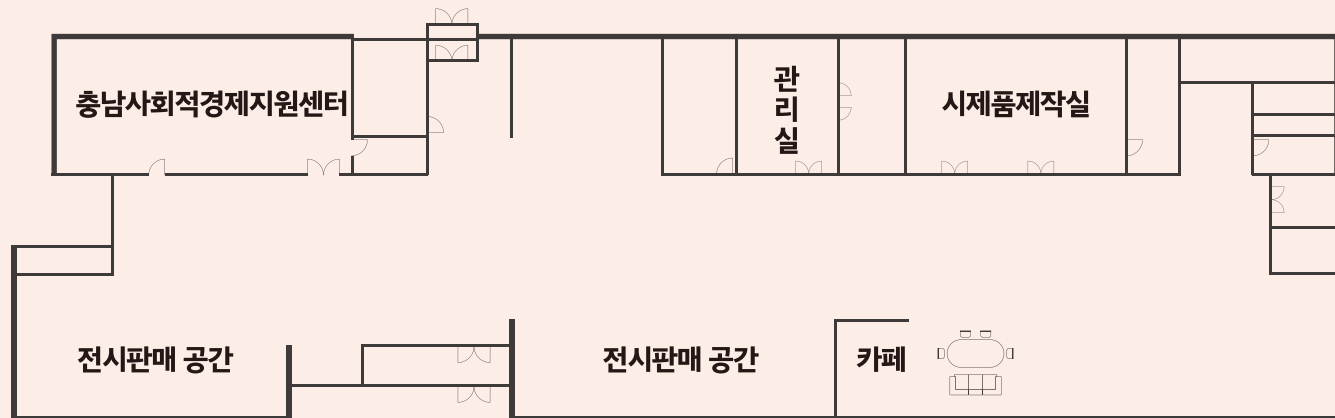 충남사회적경제지원센터
관
리
실
시제품제작실
전시판매 공간
전시판매 공간
카페